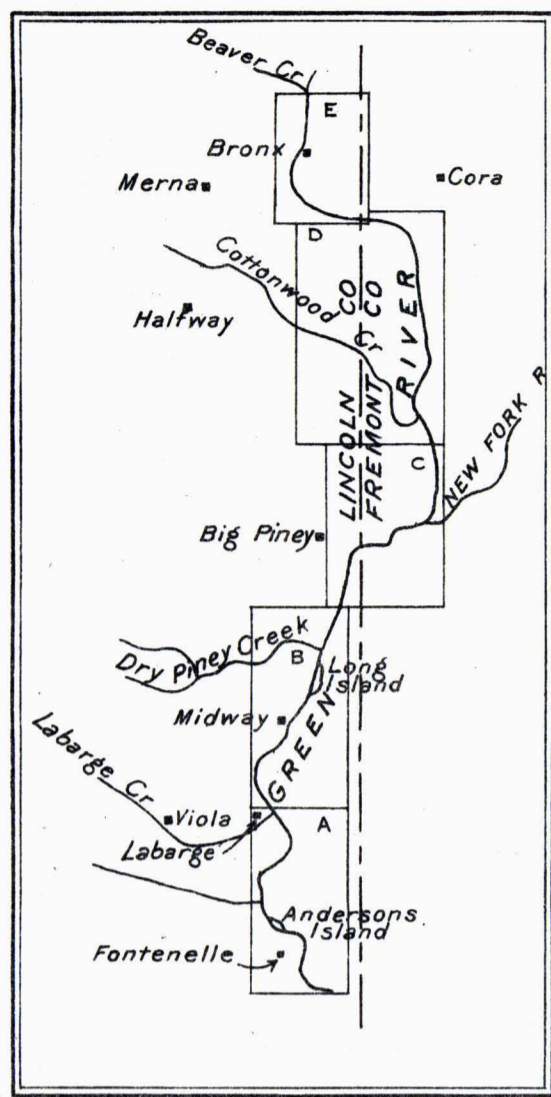 Beaver Cr
E
Bronx
Merna
Cora
D
Cottonwood
Cr
Halfway
LINCOLN CO
FREMONT CO
RIVER
C
NEW FORK R
Big Piney
Dry Piney Creek
B
Long
Island
Midway
GREEN
Labarge Cr
Viola
A
Labarge
Andersons
Island
Fontenelle